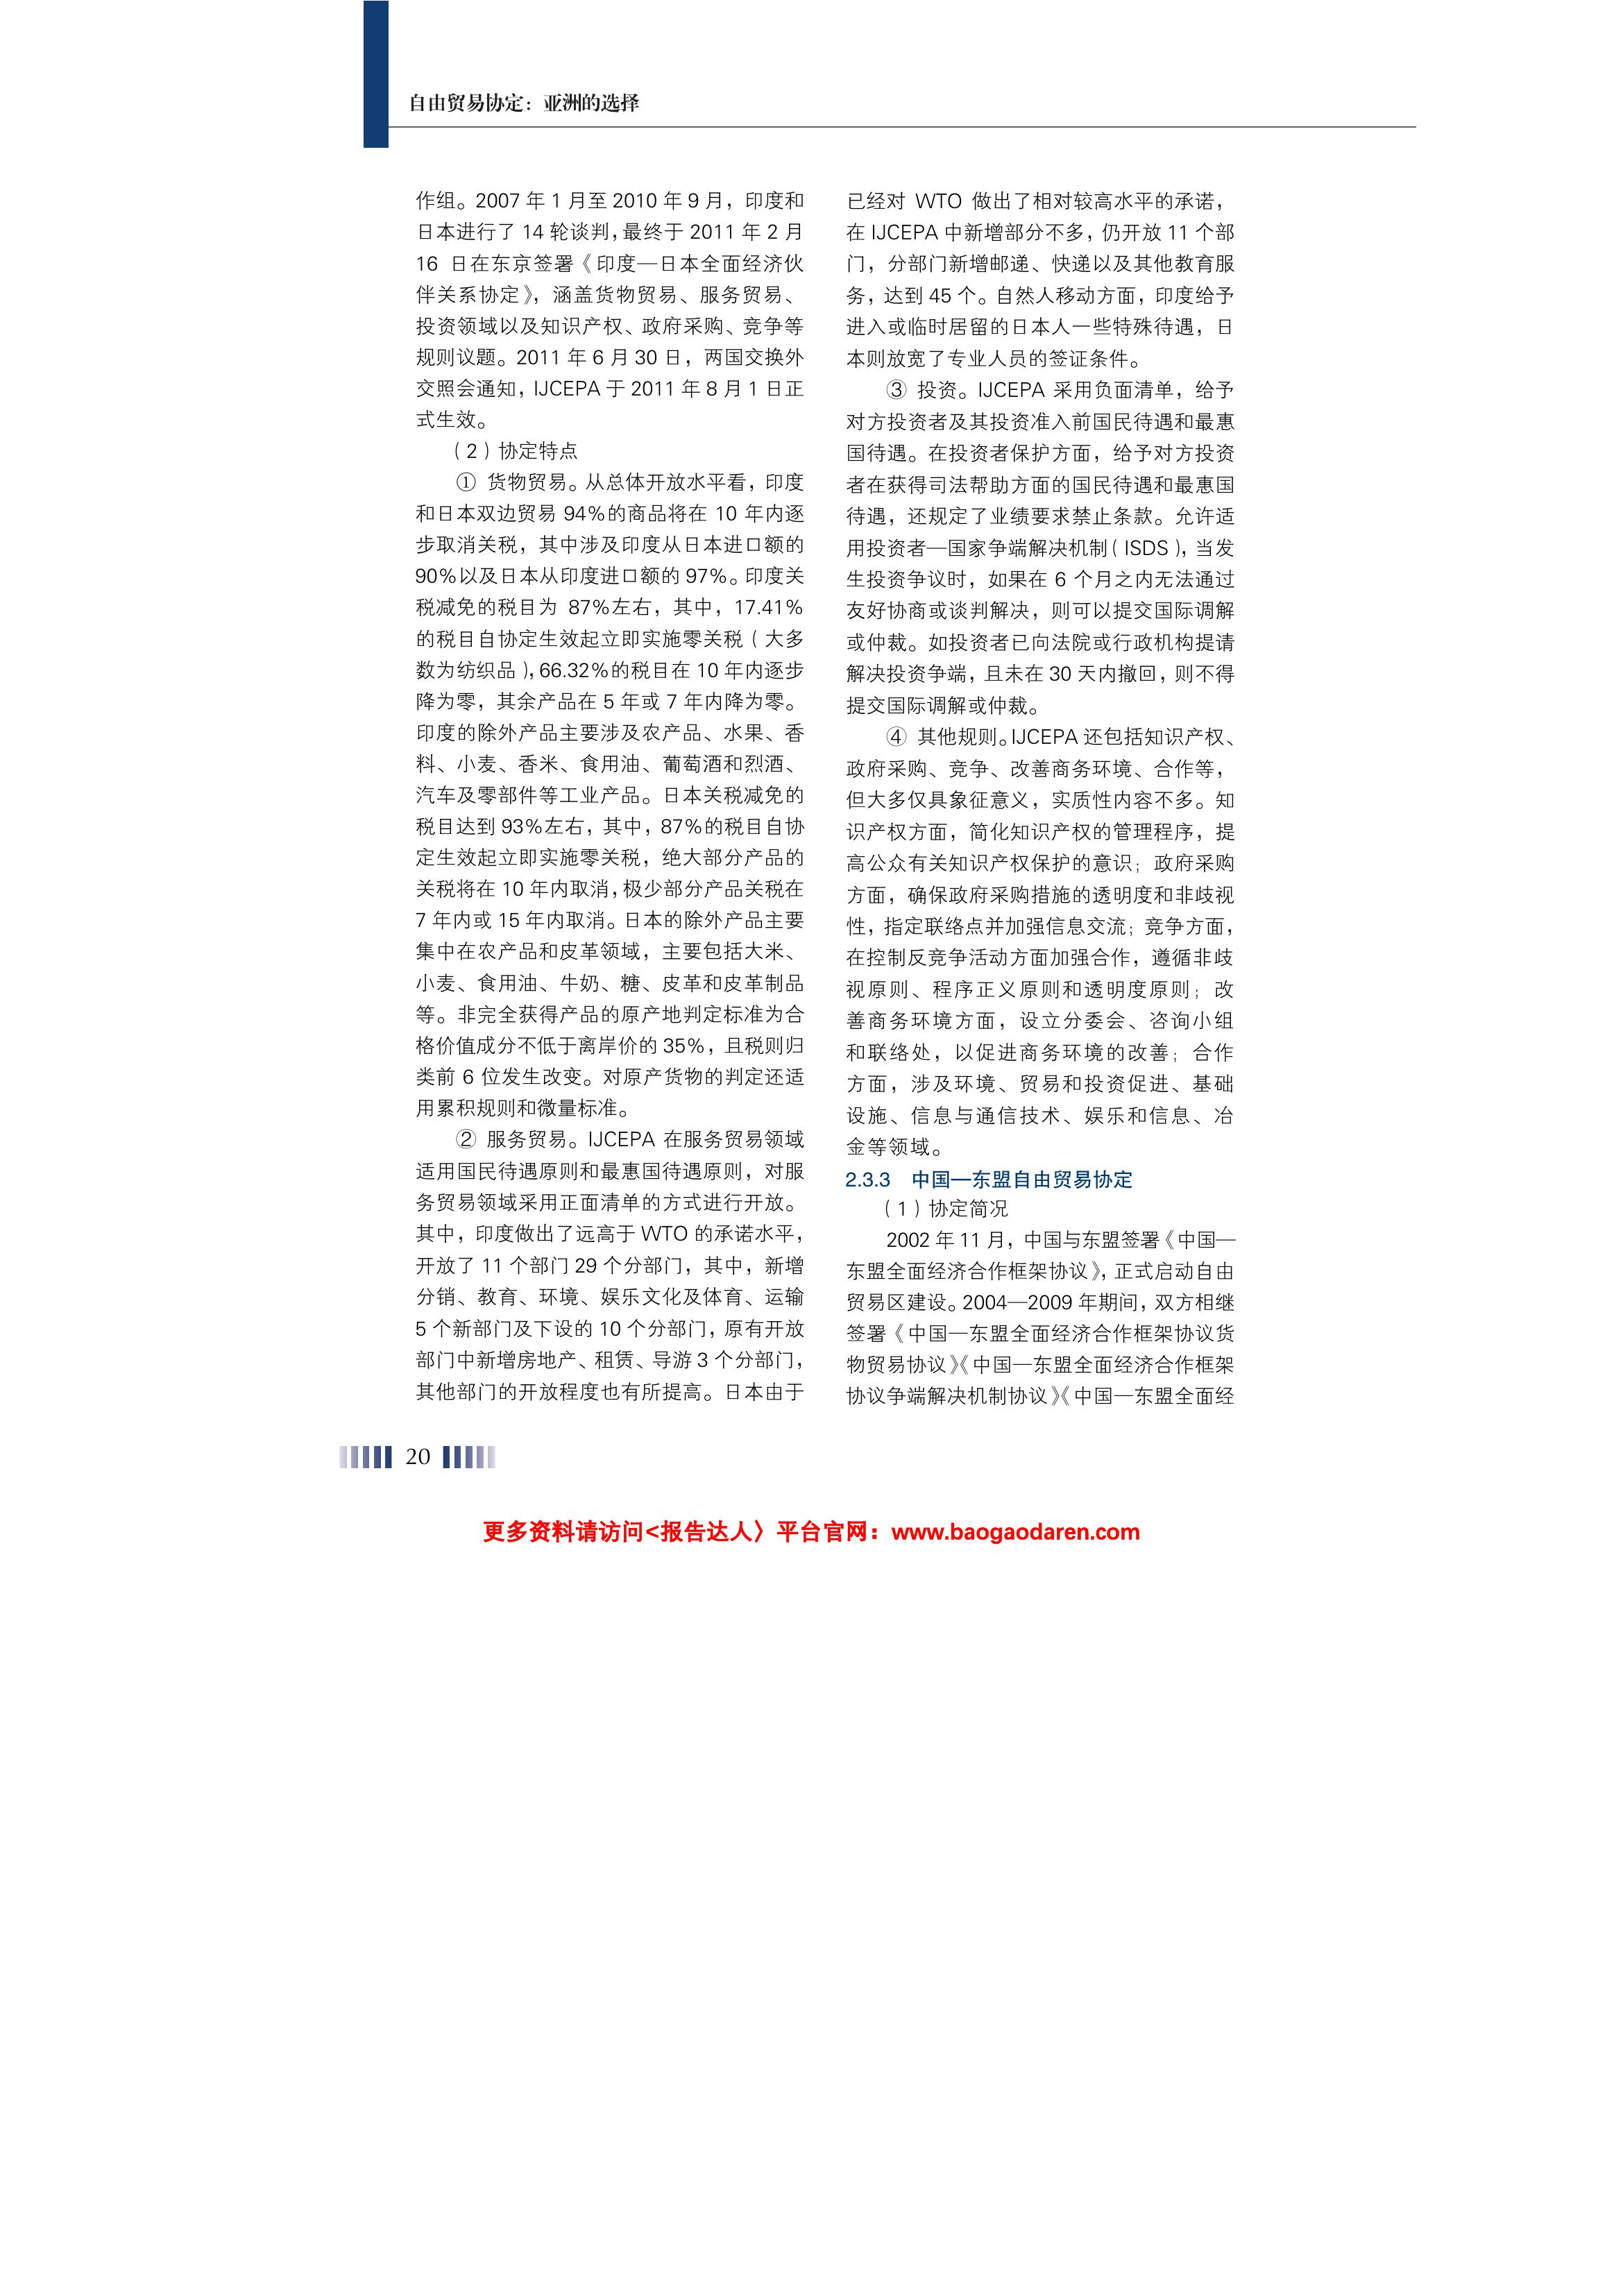 自由贸易协定：亚洲的选择
作组。2007 年 1 月至 2010 年 9 月，印度和
日本进行了 14 轮谈判，最终于 2011 年 2 月
16 日在东京签署《印度—日本全面经济伙
伴关系协定》，涵盖货物贸易、服务贸易、
投资领域以及知识产权、政府采购、竞争等
规则议题。2011 年 6 月 30 日，两国交换外
交照会通知，IJCEPA 于 2011 年 8 月 1 日正
式生效。
（2）协定特点
① 货物贸易。从总体开放水平看，印度
和日本双边贸易 94%的商品将在 10 年内逐
步取消关税，其中涉及印度从日本进口额的
90%以及日本从印度进口额的 97%。印度关
税减免的税目为 87%左右，其中，17.41%
的税目自协定生效起立即实施零关税（大多
数为纺织品），66.32%的税目在 10 年内逐步
降为零，其余产品在 5 年或 7 年内降为零。
印度的除外产品主要涉及农产品、水果、香
料、小麦、香米、食用油、葡萄酒和烈酒、
汽车及零部件等工业产品。日本关税减免的
税目达到 93%左右，其中，87%的税目自协
定生效起立即实施零关税，绝大部分产品的
关税将在 10 年内取消，极少部分产品关税在
7 年内或 15 年内取消。日本的除外产品主要
集中在农产品和皮革领域，主要包括大米、
小麦、食用油、牛奶、糖、皮革和皮革制品
等。非完全获得产品的原产地判定标准为合
格价值成分不低于离岸价的 35%，且税则归
类前 6 位发生改变。对原产货物的判定还适
用累积规则和微量标准。
② 服务贸易。IJCEPA 在服务贸易领域
适用国民待遇原则和最惠国待遇原则，对服
务贸易领域采用正面清单的方式进行开放。
其中，印度做出了远高于 WTO 的承诺水平，
开放了 11 个部门 29 个分部门，其中，新增
分销、教育、环境、娱乐文化及体育、运输
5 个新部门及下设的 10 个分部门，原有开放
部门中新增房地产、租赁、导游 3 个分部门，
其他部门的开放程度也有所提高。日本由于
已经对 WTO 做出了相对较高水平的承诺，
在 IJCEPA 中新增部分不多，仍开放 11 个部
门，分部门新增邮递、快递以及其他教育服
务，达到 45 个。自然人移动方面，印度给予
进入或临时居留的日本人一些特殊待遇，日
本则放宽了专业人员的签证条件。
③ 投资。IJCEPA 采用负面清单，给予
对方投资者及其投资准入前国民待遇和最惠
国待遇。在投资者保护方面，给予对方投资
者在获得司法帮助方面的国民待遇和最惠国
待遇，还规定了业绩要求禁止条款。允许适
用投资者—国家争端解决机制（ISDS），当发
生投资争议时，如果在 6 个月之内无法通过
友好协商或谈判解决，则可以提交国际调解
或仲裁。如投资者已向法院或行政机构提请
解决投资争端，且未在 30 天内撤回，则不得
提交国际调解或仲裁。
④ 其他规则。IJCEPA 还包括知识产权、
政府采购、竞争、改善商务环境、合作等，
但大多仅具象征意义，实质性内容不多。知
识产权方面，简化知识产权的管理程序，提
高公众有关知识产权保护的意识；政府采购
方面，确保政府采购措施的透明度和非歧视
性，指定联络点并加强信息交流；竞争方面，
在控制反竞争活动方面加强合作，遵循非歧
视原则、程序正义原则和透明度原则；改
善商务环境方面，设立分委会、咨询小组
和联络处，以促进商务环境的改善；合作
方面，涉及环境、贸易和投资促进、基础
设施、信息与通信技术、娱乐和信息、冶
金等领域。
2.3.3 中国—东盟自由贸易协定
（1）协定简况
2002 年 11 月，中国与东盟签署《中国—
东盟全面经济合作框架协议》，正式启动自由
贸易区建设。2004—2009 年期间，双方相继
签署《中国—东盟全面经济合作框架协议货
物贸易协议》《中国—东盟全面经济合作框架
协议争端解决机制协议》《中国—东盟全面经
20
更多资料请访问<报告达人〉平台官网：www.baogaodaren.com